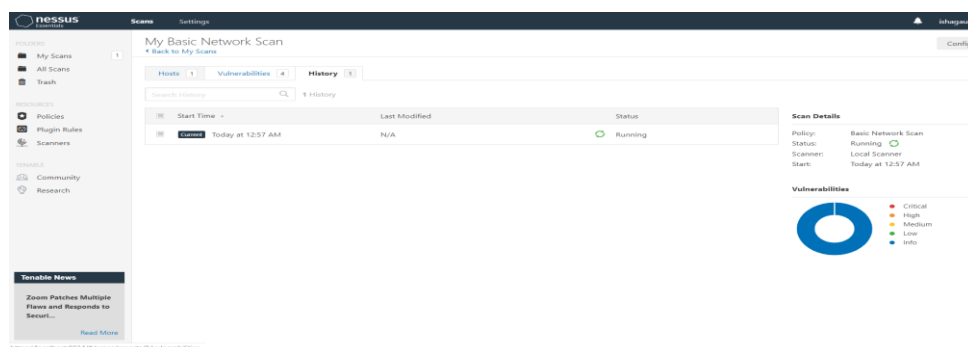 nessus
Essentials
Scans
Settings
ishagau
FOLDERS
My Scans 1
All Scans
Trash
RESOURCES
Policies
Plugin Rules
Scanners
TENABLE
Community
Research
Tenable News
Zoom Patches Multiple
Flaws and Responds to
Securi...
Read More
My Basic Network Scan
Back to My Scans
Config
Hosts 1
Vulnerabilities 4
History 1
Search History
1 History
Start Time
Last Modified
Status
Current Today at 12:57 AM
N/A
Running
Scan Details
Policy: Basic Network Scan
Status: Running
Scanner: Local Scanner
Start: Today at 12:57 AM
Vulnerabilities
Critical
High
Medium
Low
Info